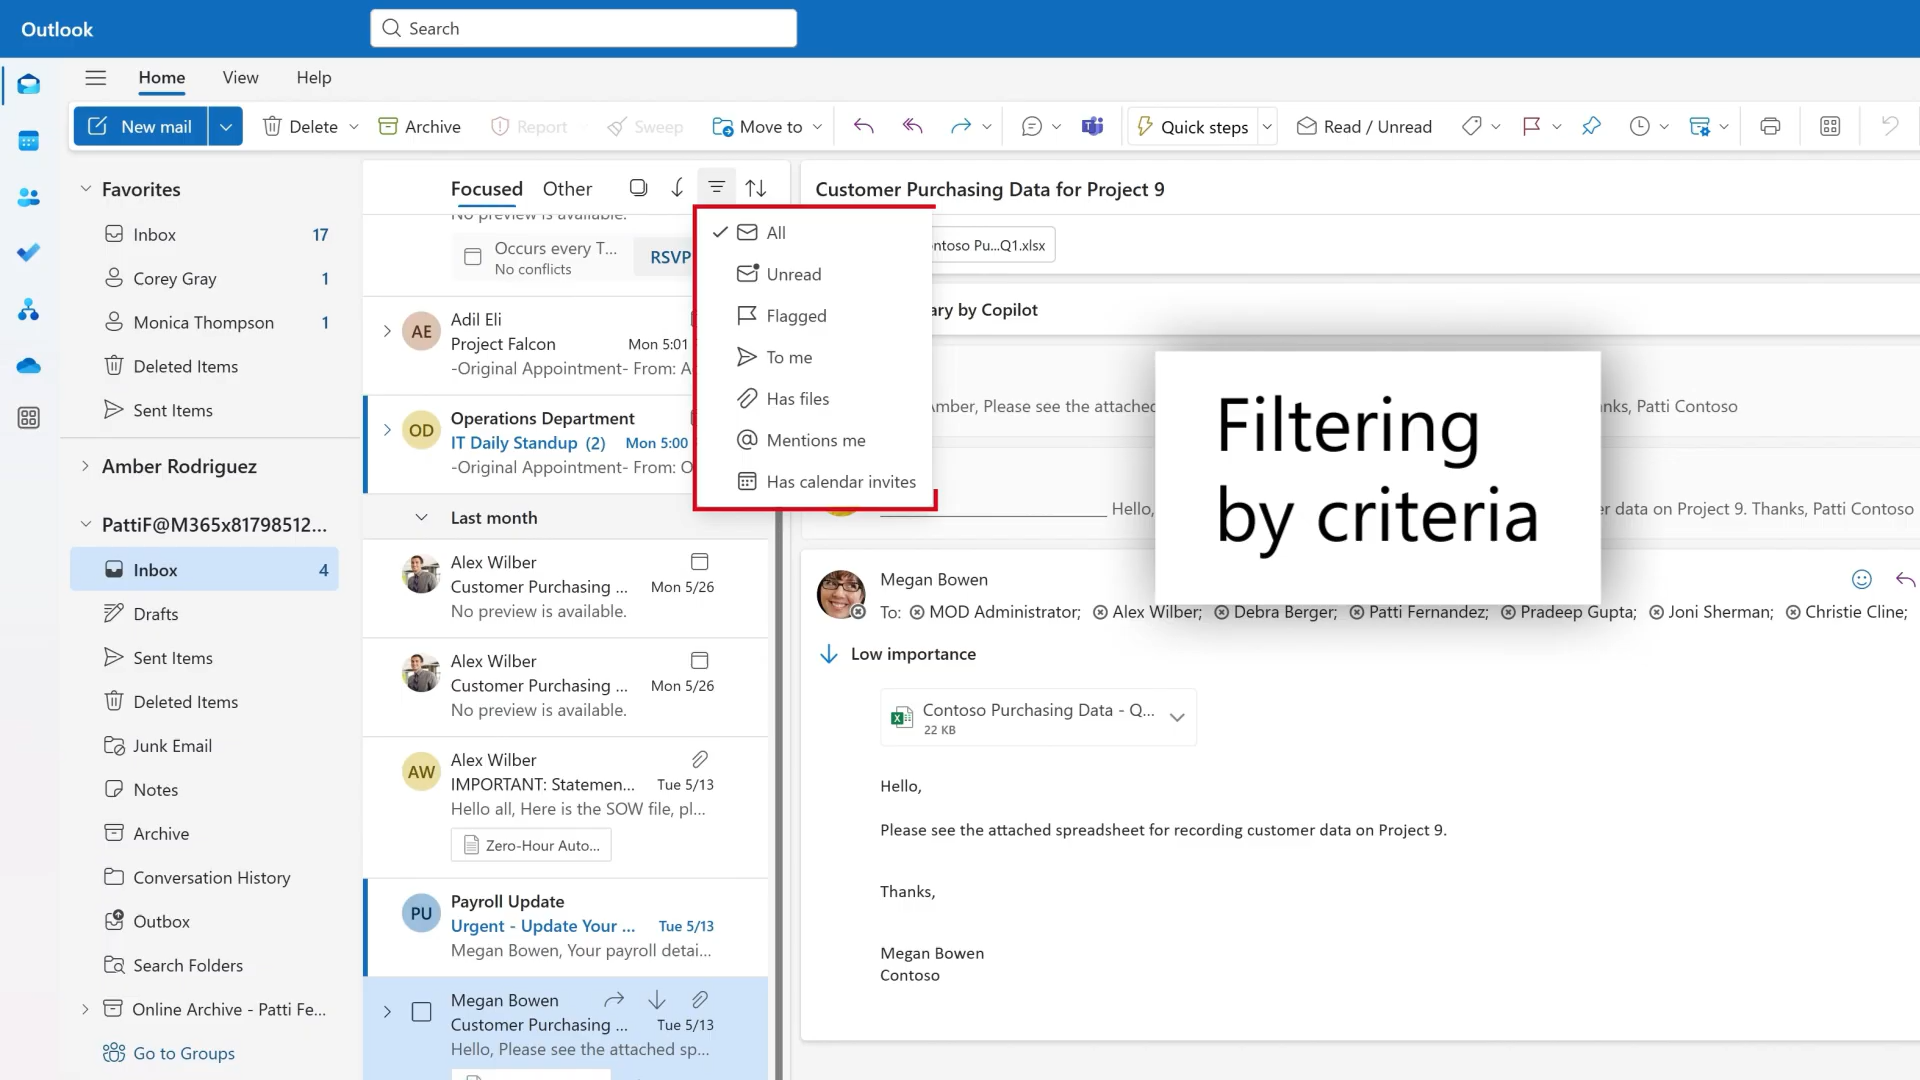 Outlook
Search
Home
View
Help
New mail
Delete
Archive
Report
Sweep
Move to
Quick steps
Read / Unread
Favorites
Inbox 17
Corey Gray 1
Monica Thompson 1
Deleted Items
Sent Items
Amber Rodriguez
PattiF@M365x81798512...
Inbox 4
Drafts
Sent Items
Deleted Items
Junk Email
Notes
Archive
Conversation History
Outbox
Search Folders
Online Archive - Patti Fe...
Go to Groups
Focused
Other
No preview is available.
Occurs every T...
No conflicts
RSVP
AE
Adil Eli
Project Falcon Mon 5:01
-Original Appointment- From: A
OD
Operations Department
IT Daily Standup (2) Mon 5:00
-Original Appointment- From: O
Last month
Alex Wilber
Customer Purchasing ... Mon 5/26
No preview is available.
Alex Wilber
Customer Purchasing ... Mon 5/26
No preview is available.
AW
Alex Wilber
IMPORTANT: Statemen... Tue 5/13
Hello all, Here is the SOW file, pl...
Zero-Hour Auto...
PU
Payroll Update
Urgent - Update Your ... Tue 5/13
Megan Bowen, Your payroll detai...
Megan Bowen
Customer Purchasing ... Tue 5/13
Hello, Please see the attached sp...
All
Unread
Flagged
To me
Has files
Mentions me
Has calendar invites
Customer Purchasing Data for Project 9
ntoso Pu...Q1.xlsx
ary by Copilot
Amber, Please see the attache
nks, Patti Contoso
Hello,
r data on Project 9. Thanks, Patti Contoso
Filtering
by criteria
Megan Bowen
To: MOD Administrator; Alex Wilber; Debra Berger; Patti Fernandez; Pradeep Gupta; Joni Sherman; Christie Cline;
Low importance
Contoso Purchasing Data - Q...
22 KB
Hello,
Please see the attached spreadsheet for recording customer data on Project 9.
Thanks,
Megan Bowen
Contoso